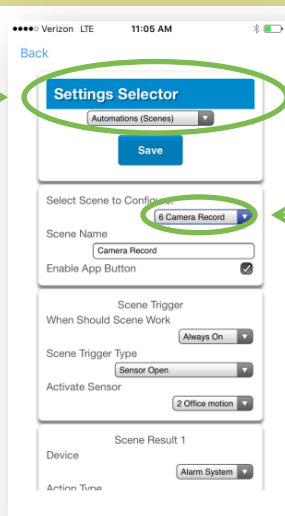 Verizon LTE 11:05 AM
Back
Settings Selector
Automations (Scenes)
Save
Select Scene to Configure:
6 Camera Record
Scene Name
Camera Record
Enable App Button
Scene Trigger
When Should Scene Work
Always On
Scene Trigger Type
Sensor Open
Activate Sensor
2 Office motion
Scene Result 1
Device
Alarm System
Action Type